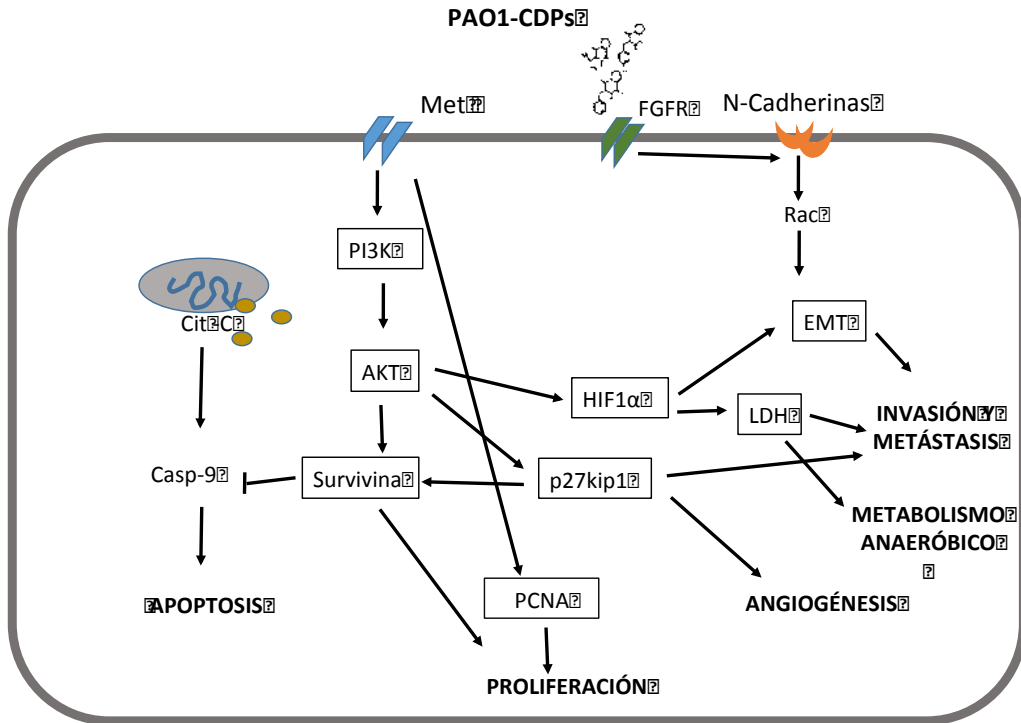 PAO1-CDPs
Met
FGFR
N-Cadherinas
Rac
PI3K
Cit-C
EMT
AKT
HIF1α
LDH
INVASIÓN Y
METÁSTASIS
Casp-9
Survivina
p27kip1
METABOLISMO
ANAERÓBICO
APOPTOSIS
PCNA
ANGIOGÉNESIS
PROLIFERACIÓN